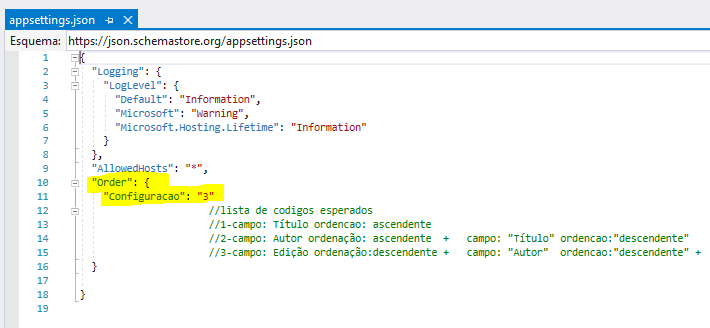 appsettings.json
Esquema: https://json.schemastore.org/appsettings.json
1 {
2 "Logging": {
3 "LogLevel": {
4 "Default": "Information",
5 "Microsoft": "Warning",
6 "Microsoft.Hosting.Lifetime": "Information"
7 }
8 },
9 "AllowedHosts": "*",
10 "Order": {
11 "Configuracao": "3"
12 //lista de codigos esperados
13 //1-campo: Título ordencao: ascendente
14 //2-campo: Autor ordenação: ascendente + campo: "Título" ordencao:"descendente"
15 //3-campo: Edição ordenação:descendente + campo: "Autor" ordencao:"descendente" +
16 }
17
18 }
19